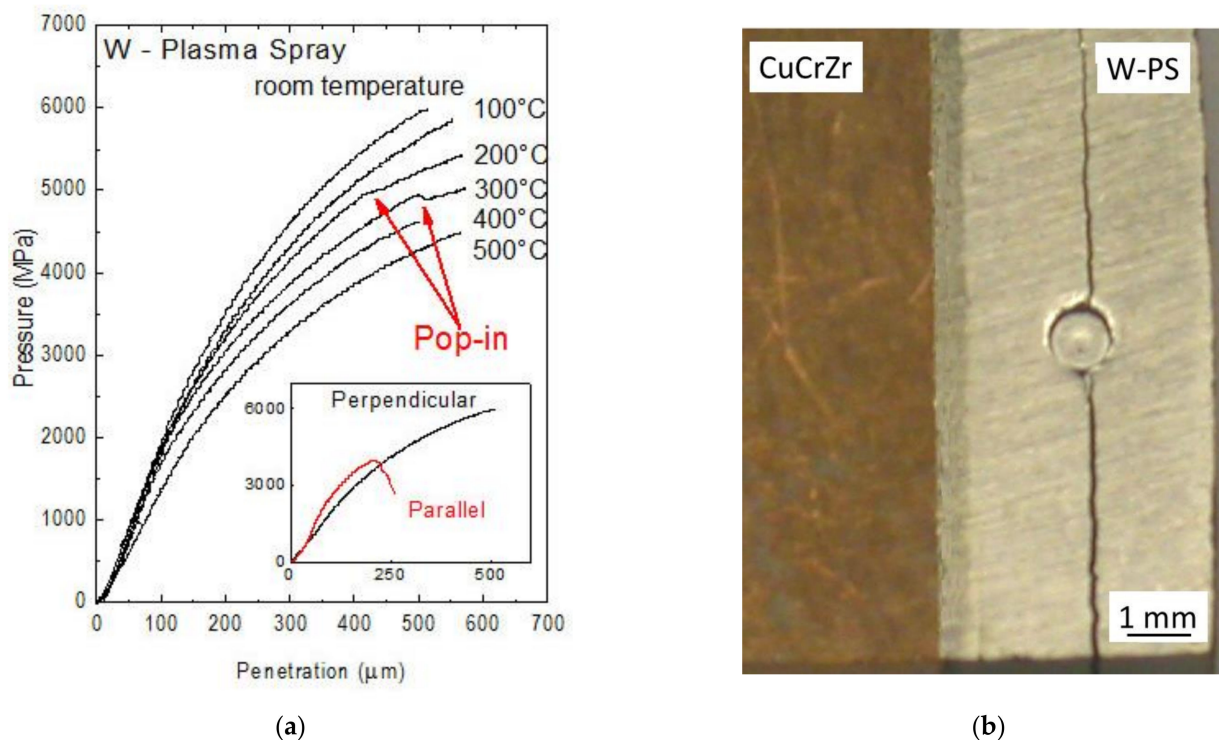 W - Plasma Spray
room temperature
100°C
200°C
300°C
400°C
500°C
Pop-in
Pressure (MPa)
7000
6000
5000
4000
3000
2000
1000
0
0 100 200 300 400 500 600 700
Penetration (µm)
Perpendicular
Parallel
6000
3000
0
0 250 500
(a)
CuCrZr
W-PS
1 mm
(b)